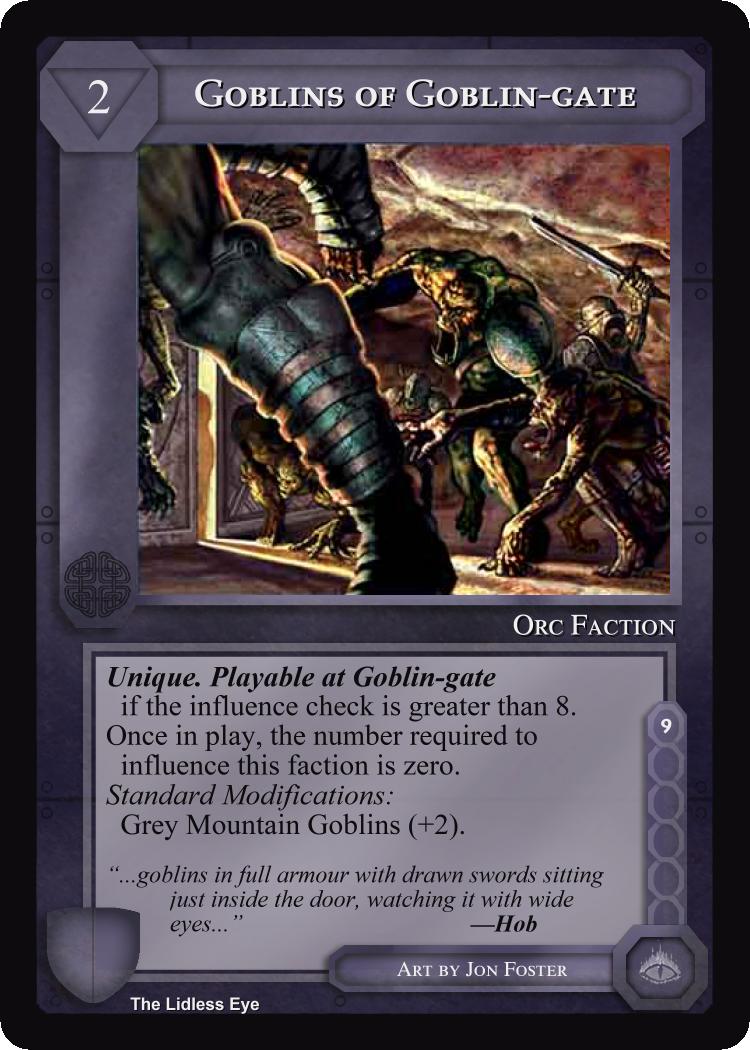 2
Goblins of Goblin-gate
Orc Faction
Unique. Playable at Goblin-gate
if the influence check is greater than 8.
Once in play, the number required to
influence this faction is zero.
Standard Modifications:
Grey Mountain Goblins (+2).
9
“...goblins in full armour with drawn swords sitting
just inside the door, watching it with wide
eyes...” —Hob
Art by Jon Foster
The Lidless Eye